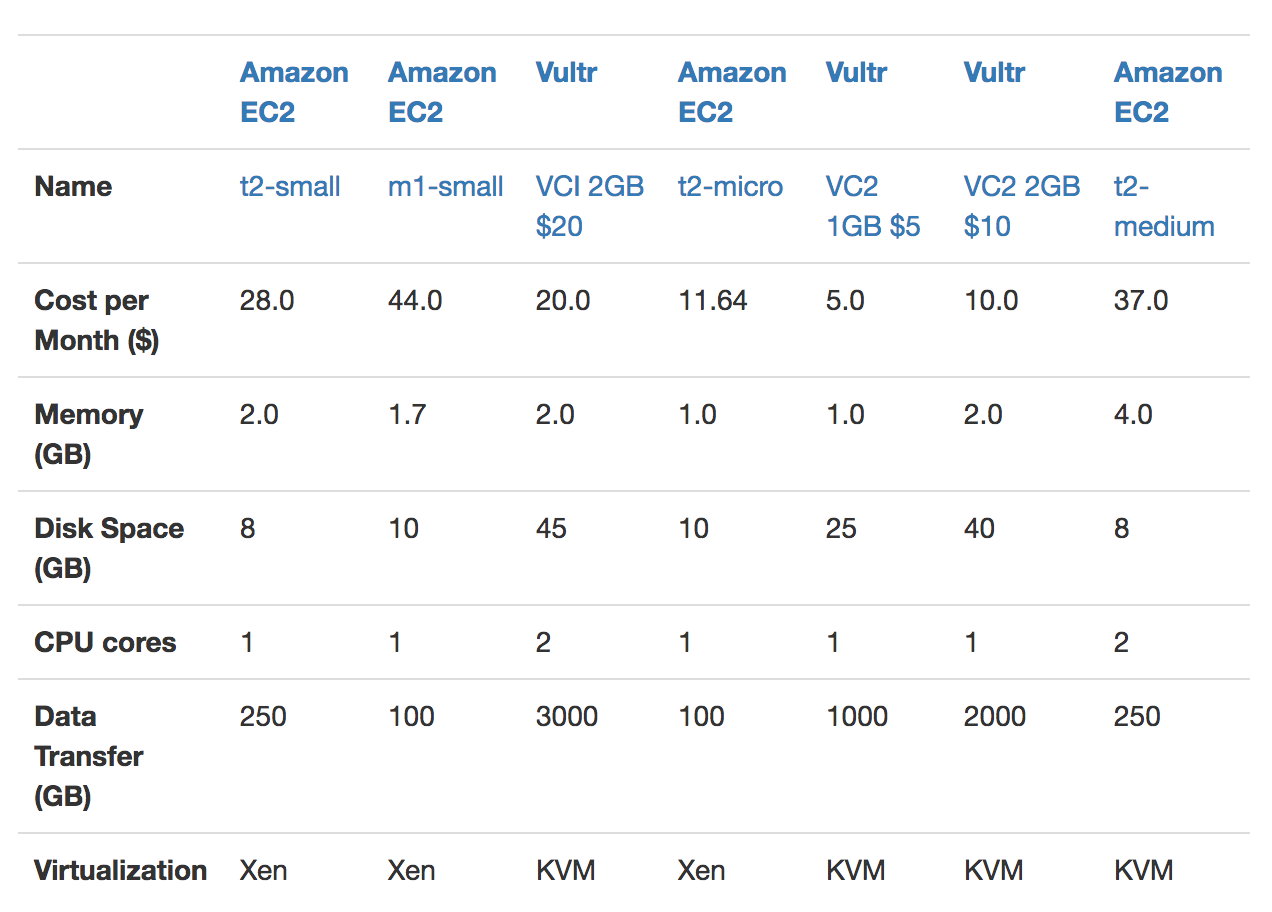 Amazon EC2 Amazon EC2 Vultr Amazon EC2 Vultr Vultr Amazon EC2
Name t2-small m1-small VCI 2GB $20 t2-micro VC2 1GB $5 VC2 2GB $10 t2-medium
Cost per Month ($) 28.0 44.0 20.0 11.64 5.0 10.0 37.0
Memory (GB) 2.0 1.7 2.0 1.0 1.0 2.0 4.0
Disk Space (GB) 8 10 45 10 25 40 8
CPU cores 1 1 2 1 1 1 2
Data Transfer (GB) 250 100 3000 100 1000 2000 250
Virtualization Xen Xen KVM Xen KVM KVM KVM